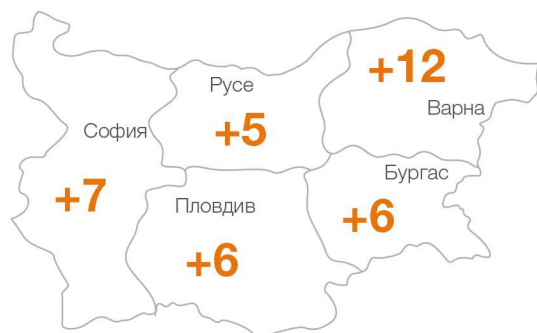 +12
Варна
Русе
+5
София
+7
Бургас
+6
Пловдив
+6